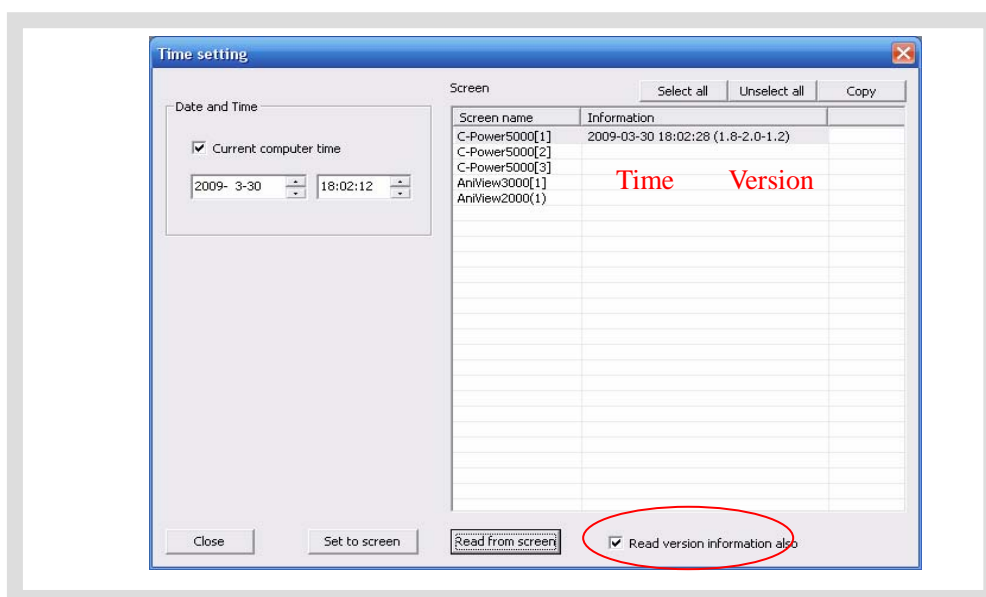 Time setting
Screen
Select all
Unselect all
Copy
Date and Time
Current computer time
2009- 3-30
18:02:12
Screen name
Information
C-Power5000[1]
2009-03-30 18:02:28 (1.8-2.0-1.2)
C-Power5000[2]
C-Power5000[3]
AniView3000[1]
AniView2000(1)
Time
Version
Close
Set to screen
Read from screen
Read version information also